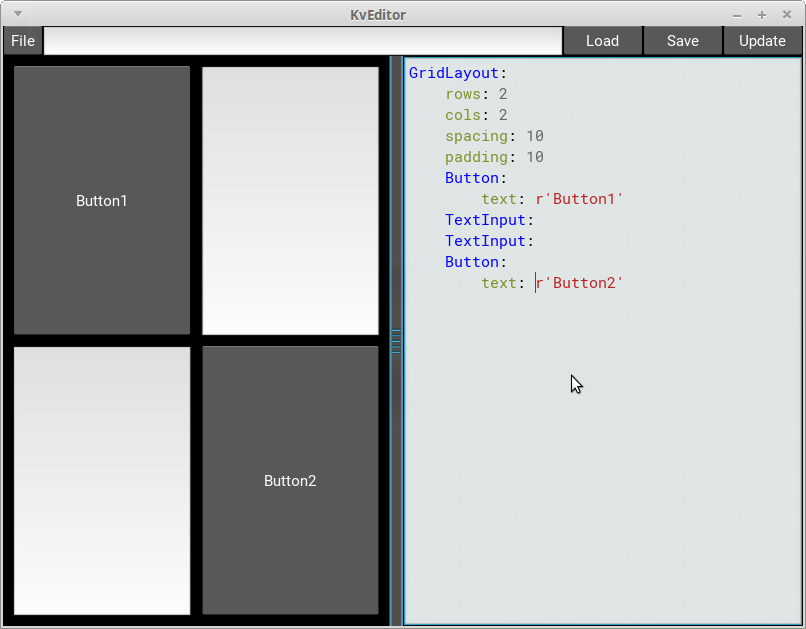 KvEditor
File Load Save Update
Button1
Button2
GridLayout:
    rows: 2
    cols: 2
    spacing: 10
    padding: 10
    Button:
        text: r'Button1'
    TextInput:
    TextInput:
    Button:
        text: r'Button2'